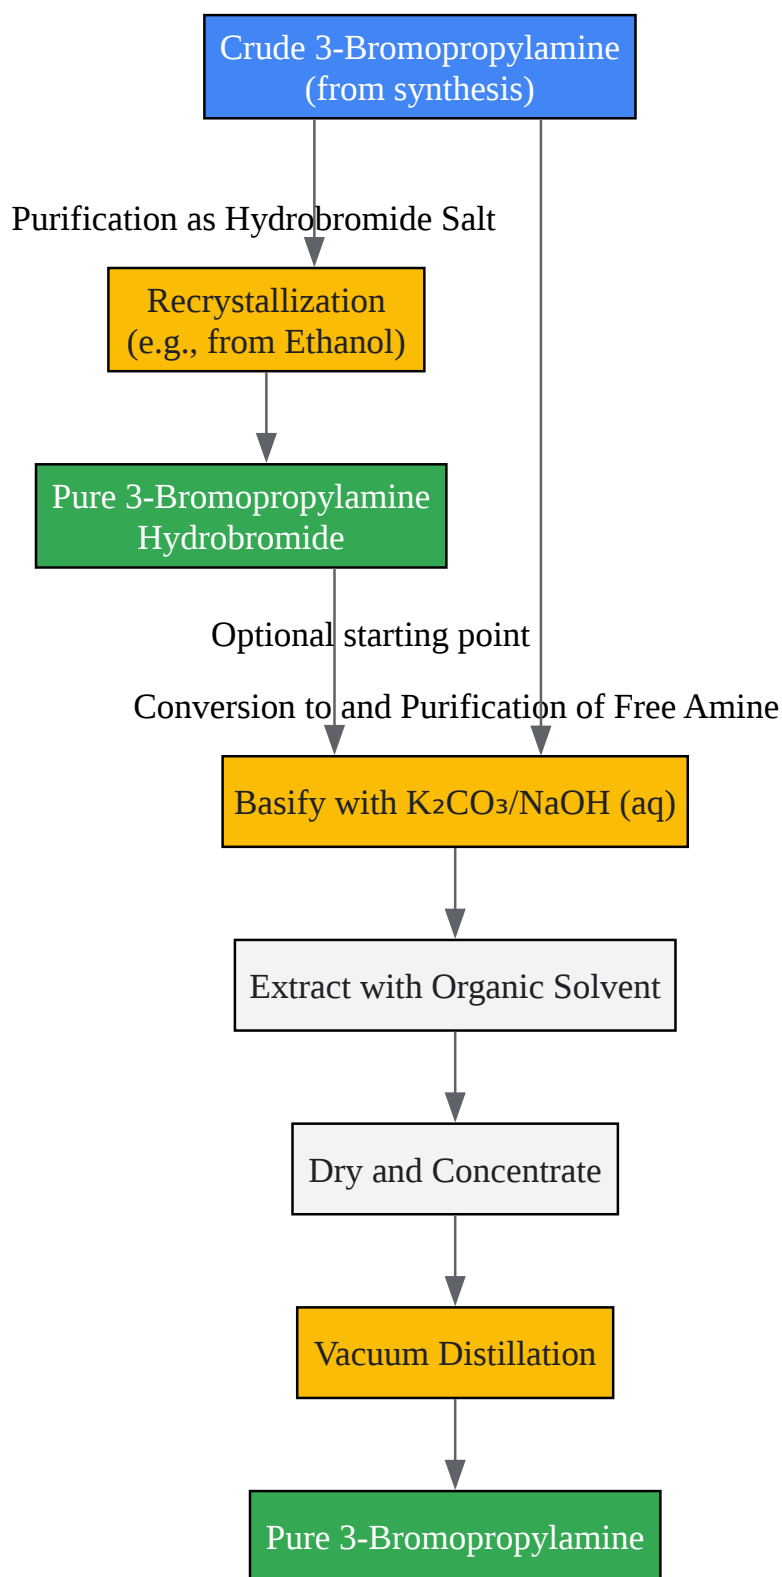 Crude 3-Bromopropylamine
(from synthesis)
Purification as Hydrobromide Salt
Recrystallization
(e.g., from Ethanol)
Pure 3-Bromopropylamine
Hydrobromide
Optional starting point
Conversion to and Purification of Free Amine
Basify with K₂CO₃/NaOH (aq)
Extract with Organic Solvent
Dry and Concentrate
Vacuum Distillation
Pure 3-Bromopropylamine